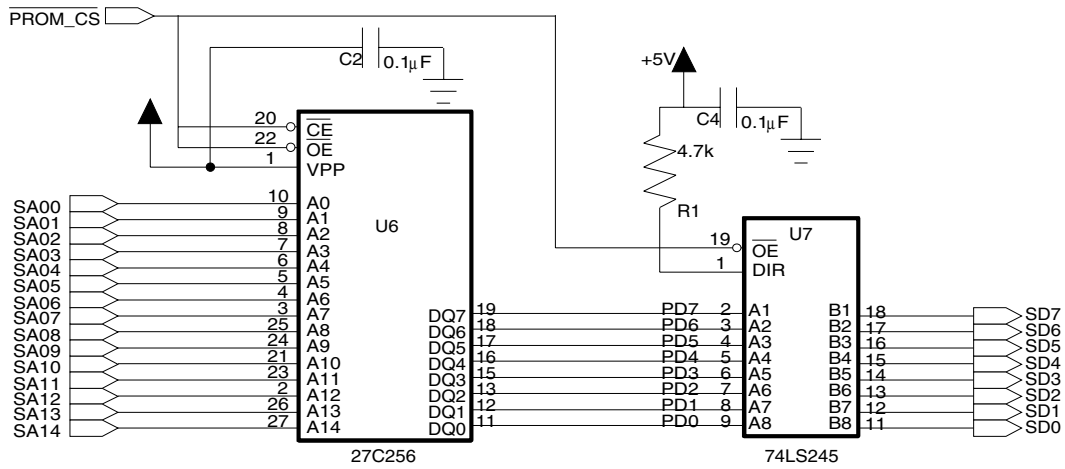 PROM_CS
C2
0.1µF
+5V
C4
0.1µF
4.7k
R1
20
CE
22
OE
1
VPP
U6
SA00 10 A0
SA01 9 A1
SA02 8 A2
SA03 7 A3
SA04 6 A4
SA05 5 A5
SA06 4 A6
SA07 3 A7
SA08 25 A8
SA09 24 A9
SA10 21 A10
SA11 23 A11
SA12 2 A12
SA13 26 A13
SA14 27 A14
U7
19 OE
1 DIR
DQ7 19 PD7 2 A1 B1 18 SD7
DQ6 18 PD6 3 A2 B2 17 SD6
DQ5 17 PD5 4 A3 B3 16 SD5
DQ4 16 PD4 5 A4 B4 15 SD4
DQ3 15 PD3 6 A5 B5 14 SD3
DQ2 13 PD2 7 A6 B6 13 SD2
DQ1 12 PD1 8 A7 B7 12 SD1
DQ0 11 PD0 9 A8 B8 11 SD0
27C256
74LS245